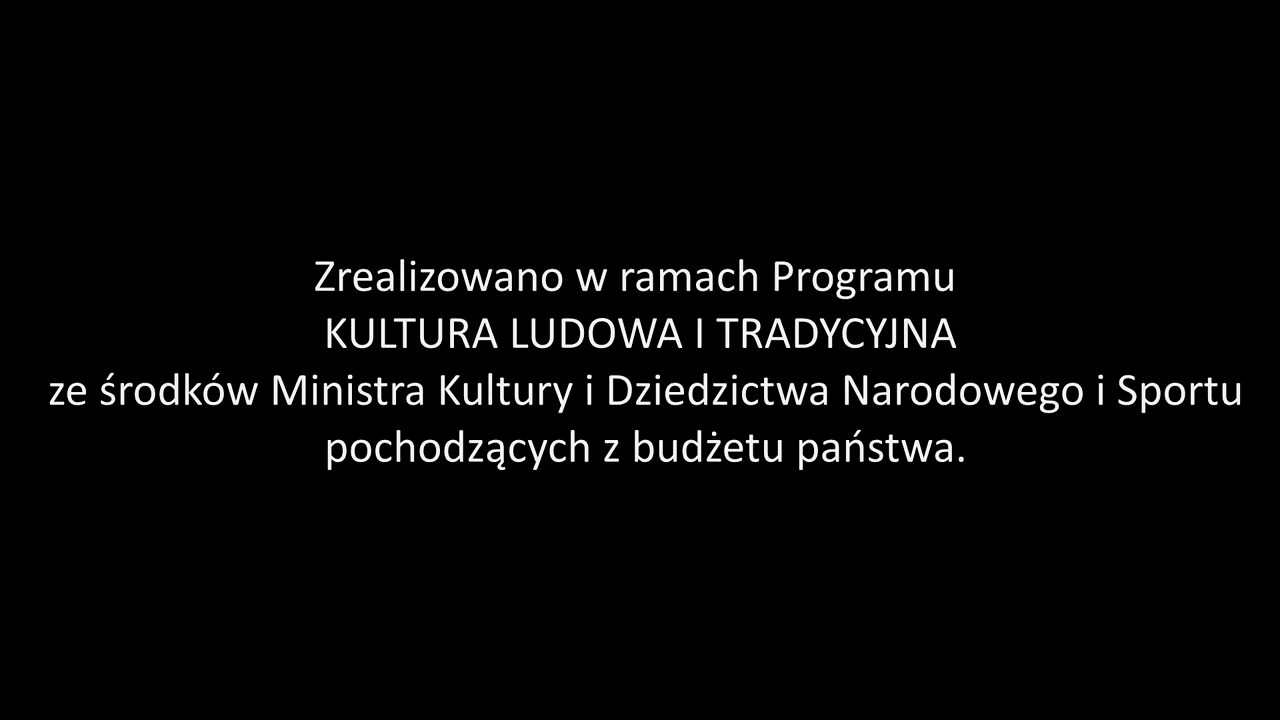 Zrealizowano w ramach Programu
KULTURA LUDOWA I TRADYCYJNA
ze środków Ministra Kultury i Dziedzictwa Narodowego i Sportu
pochodzących z budżetu państwa.